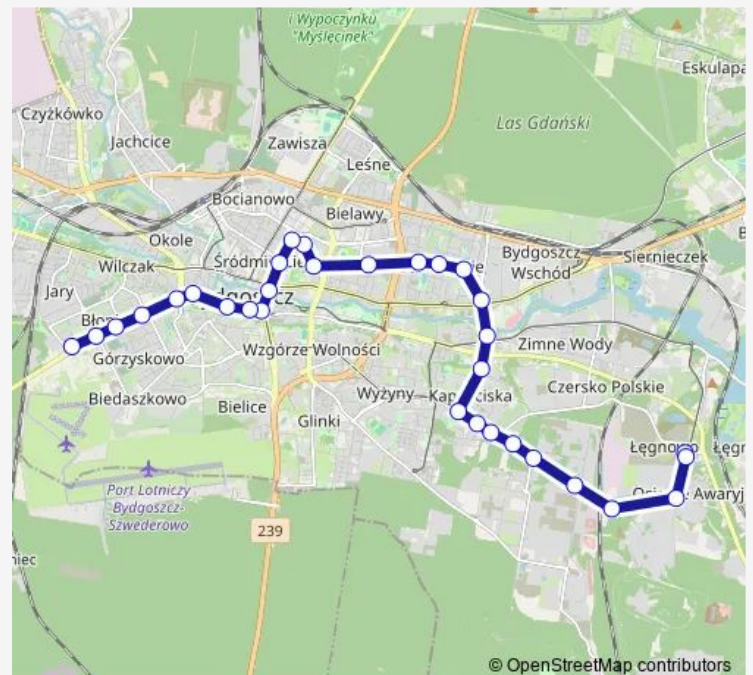 i Wypoczynku
"Myślęcinek"
Eskulapa
Czyżkówko
Las Gdański
Jachcice
Zawisza
Leśne
Bocianowo
Bielawy
Okole
Bydgoszcz
Wschód
Siernieczek
Wilczak
Jary
Górzyskowo
Wzgórze Wolności
Zimne Wody
Biedaszkowo
Bielice
Wyżyny
Czersko Polskie
Glinki
Port Lotniczy
Bydgoszcz-
Szwederowo
239
© OpenStreetMap contributors